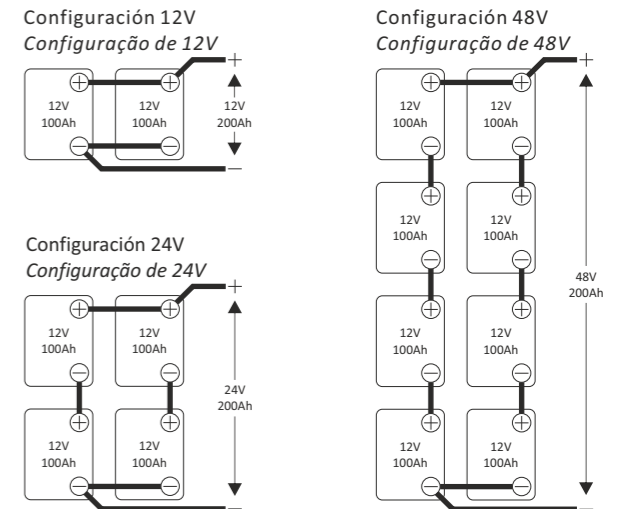 Configuración 12V
Configuração de 12V
+
+ +
12V 12V 12V
100Ah 100Ah 200Ah
− −
−
Configuración 24V
Configuração de 24V
+
+ +
12V 12V
100Ah 100Ah
− −
24V
200Ah
+ +
12V 12V
100Ah 100Ah
− −
−
Configuración 48V
Configuração de 48V
+
+ +
12V 12V
100Ah 100Ah
− −
+ +
12V 12V
100Ah 100Ah
− −
48V
200Ah
+ +
12V 12V
100Ah 100Ah
− −
+ +
12V 12V
100Ah 100Ah
− −
−